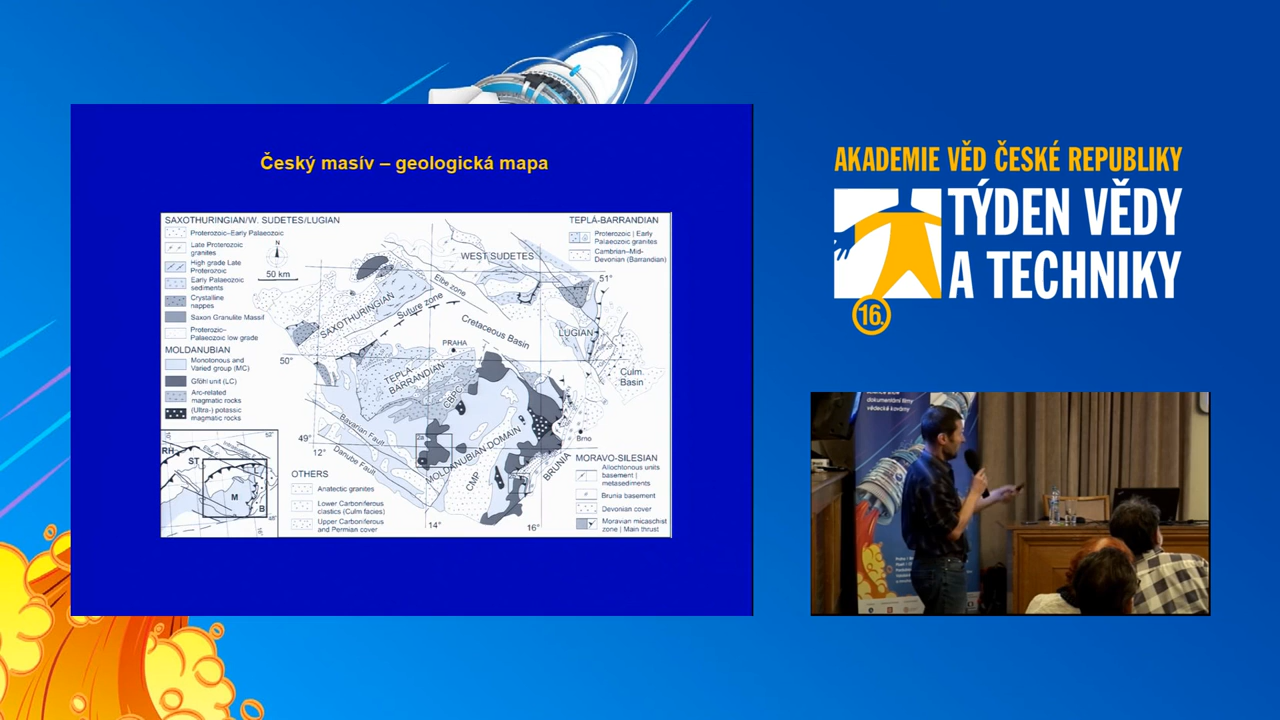 Český masív – geologická mapa
SAXOTHURINGIAN/W. SUDETES/LUGIAN
Proterozoic–Early Palaeozoic
Late Proterozoic
granites
High grade Late
Proterozoic
Early Palaeozoic
sediments
Crystalline
nappes
Saxon Granulite Massif
Proterozic–
Palaeozoic low grade
MOLDANUBIAN
Monotonous and
Varied group (MC)
Gföhl unit (LC)
Arc-related
magmatic rocks
(Ultra-) potassic
magmatic rocks
N
50 km
TEPLÁ-BARRANDIAN
Proterozoic | Early
Palaeozoic granites
Cambrian–Mid-
Devonian (Barrandian)
WEST SUDETES
51°
Elbe zone
SAXOTHURINGIAN
Suture zone
Cretaceous Basin
LUGIAN
PRAHA
50°
TEPLÁ-
BARRANDIAN
Culm
Basin
Bavarian Fault
Danube Fault
49°
12°
MOLDANUBIAN DOMAIN
CMP
BRUNIA
Brno
14°
16°
RH
ST
M
B
OTHERS
Anatectic granites
Lower Carboniferous
clastics (Culm facies)
Upper Carboniferous
and Permian cover
MORAVO-SILESIAN
Allochtonous units
basement |
metasediments
Brunia basement
Devonian cover
Moravian micaschist
zone | Main thrust
AKADEMIE VĚD ČESKÉ REPUBLIKY
TÝDEN VĚDY
A TECHNIKY
16.
dokumentární filmy
vědecké kavárny